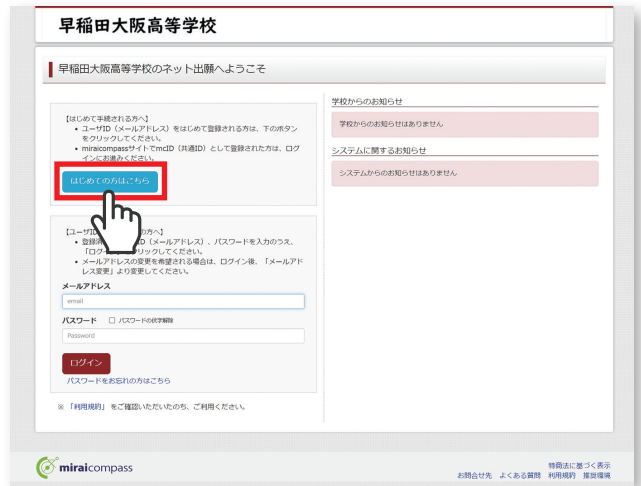 早稲田大阪高等学校
早稲田大阪高等学校のネット出願へようこそ
【はじめて手続される方へ】
• ユーザID（メールアドレス）をはじめて登録される方は、下のボタン
をクリックしてください。
• miraicompassサイトでmcID（共通ID）として登録された方は、ログ
インにお進みください。
はじめての方はこちら
【ユーザID の方へ】
• 登録済 ID（メールアドレス）、パスワードを入力のうえ、
「ログ リックしてください。
• メールアドレスの変更を希望される場合は、ログイン後、「メールアド
レス変更」より変更してください。
メールアドレス
email
パスワード □ パスワードの伏字解除
Password
ログイン
パスワードをお忘れの方はこちら
※ 「利用規約」 をご確認いただいたのち、ご利用ください。
学校からのお知らせ
学校からのお知らせはありません
システムに関するお知らせ
システムからのお知らせはありません
miraicompass
特商法に基づく表示
お問合せ先 よくある質問 利用規約 推奨環境